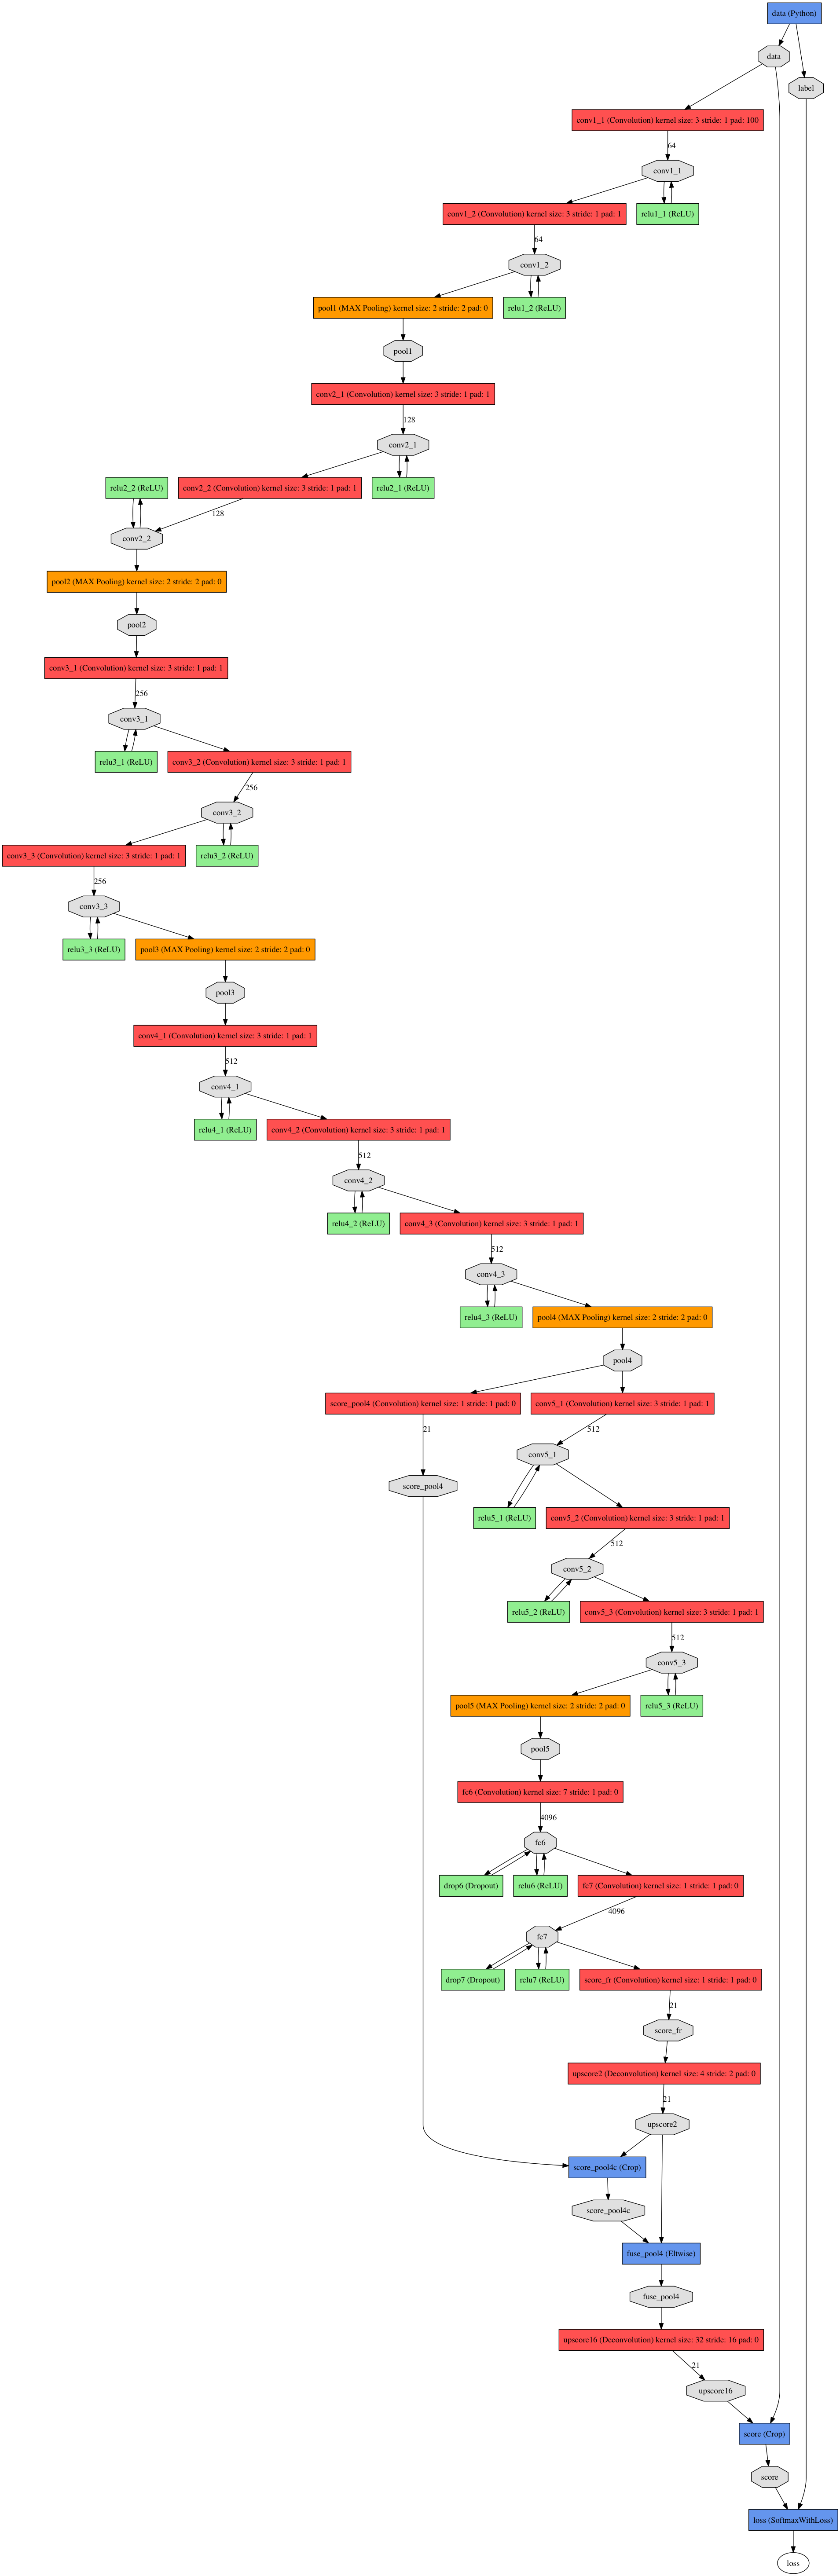 data (Python)
data
label
conv1_1 (Convolution) kernel size: 3 stride: 1 pad: 100
64
conv1_1
conv1_2 (Convolution) kernel size: 3 stride: 1 pad: 1
relu1_1 (ReLU)
64
conv1_2
pool1 (MAX Pooling) kernel size: 2 stride: 2 pad: 0
relu1_2 (ReLU)
pool1
conv2_1 (Convolution) kernel size: 3 stride: 1 pad: 1
128
conv2_1
relu2_2 (ReLU)
conv2_2 (Convolution) kernel size: 3 stride: 1 pad: 1
relu2_1 (ReLU)
128
conv2_2
pool2 (MAX Pooling) kernel size: 2 stride: 2 pad: 0
pool2
conv3_1 (Convolution) kernel size: 3 stride: 1 pad: 1
256
conv3_1
relu3_1 (ReLU)
conv3_2 (Convolution) kernel size: 3 stride: 1 pad: 1
256
conv3_2
conv3_3 (Convolution) kernel size: 3 stride: 1 pad: 1
relu3_2 (ReLU)
256
conv3_3
relu3_3 (ReLU)
pool3 (MAX Pooling) kernel size: 2 stride: 2 pad: 0
pool3
conv4_1 (Convolution) kernel size: 3 stride: 1 pad: 1
512
conv4_1
relu4_1 (ReLU)
conv4_2 (Convolution) kernel size: 3 stride: 1 pad: 1
512
conv4_2
relu4_2 (ReLU)
conv4_3 (Convolution) kernel size: 3 stride: 1 pad: 1
512
conv4_3
relu4_3 (ReLU)
pool4 (MAX Pooling) kernel size: 2 stride: 2 pad: 0
pool4
score_pool4 (Convolution) kernel size: 1 stride: 1 pad: 0
conv5_1 (Convolution) kernel size: 3 stride: 1 pad: 1
21
512
conv5_1
score_pool4
relu5_1 (ReLU)
conv5_2 (Convolution) kernel size: 3 stride: 1 pad: 1
512
conv5_2
relu5_2 (ReLU)
conv5_3 (Convolution) kernel size: 3 stride: 1 pad: 1
512
conv5_3
pool5 (MAX Pooling) kernel size: 2 stride: 2 pad: 0
relu5_3 (ReLU)
pool5
fc6 (Convolution) kernel size: 7 stride: 1 pad: 0
4096
fc6
drop6 (Dropout)
relu6 (ReLU)
fc7 (Convolution) kernel size: 1 stride: 1 pad: 0
4096
fc7
drop7 (Dropout)
relu7 (ReLU)
score_fr (Convolution) kernel size: 1 stride: 1 pad: 0
21
score_fr
upscore2 (Deconvolution) kernel size: 4 stride: 2 pad: 0
21
upscore2
score_pool4c (Crop)
score_pool4c
fuse_pool4 (Eltwise)
fuse_pool4
upscore16 (Deconvolution) kernel size: 32 stride: 16 pad: 0
21
upscore16
score (Crop)
score
loss (SoftmaxWithLoss)
loss